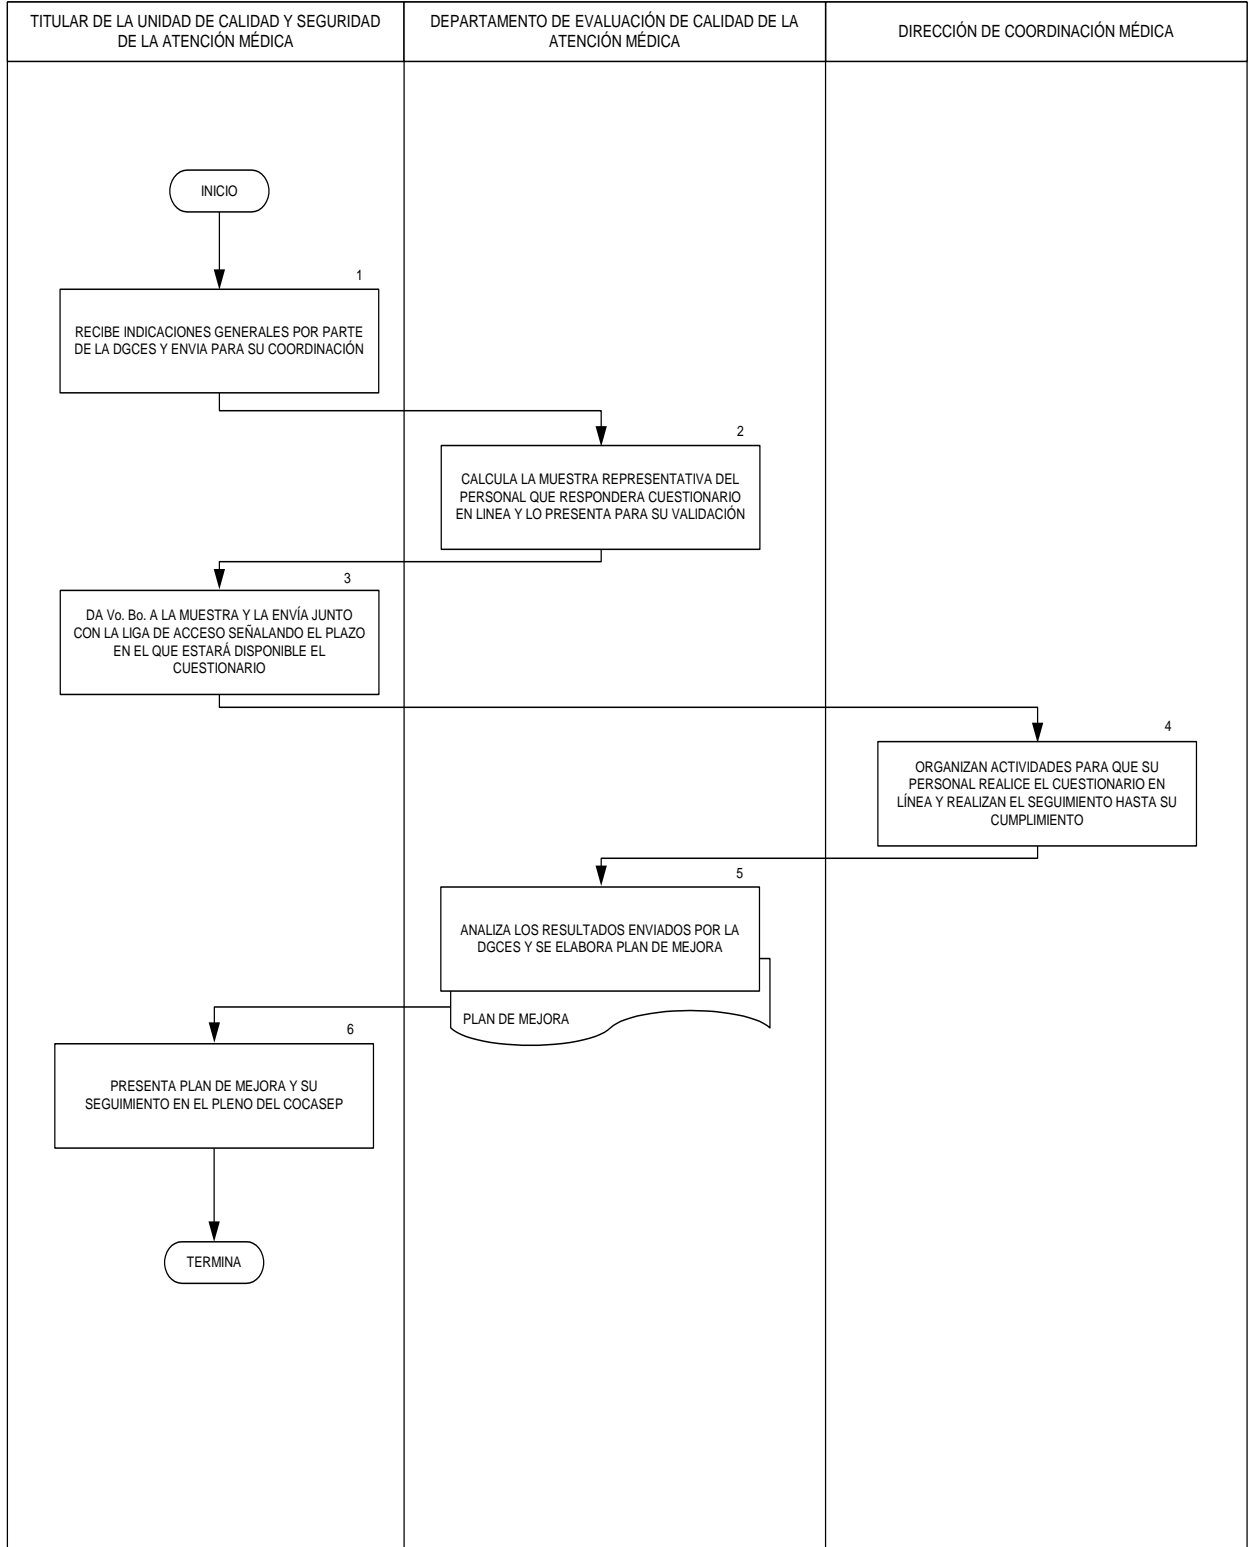 TITULAR DE LA UNIDAD DE CALIDAD Y SEGURIDAD
DE LA ATENCIÓN MÉDICA
DEPARTAMENTO DE EVALUACIÓN DE CALIDAD DE LA
ATENCIÓN MÉDICA
DIRECCIÓN DE COORDINACIÓN MÉDICA
INICIO
1
RECIBE INDICACIONES GENERALES POR PARTE
DE LA DGCES Y ENVIA PARA SU COORDINACIÓN
2
CALCULA LA MUESTRA REPRESENTATIVA DEL
PERSONAL QUE RESPONDERA CUESTIONARIO
EN LINEA Y LO PRESENTA PARA SU VALIDACIÓN
3
DA Vo. Bo. A LA MUESTRA Y LA ENVÍA JUNTO
CON LA LIGA DE ACCESO SEÑALANDO EL PLAZO
EN EL QUE ESTARÁ DISPONIBLE EL
CUESTIONARIO
4
ORGANIZAN ACTIVIDADES PARA QUE SU
PERSONAL REALICE EL CUESTIONARIO EN
LÍNEA Y REALIZAN EL SEGUIMIENTO HASTA SU
CUMPLIMIENTO
5
ANALIZA LOS RESULTADOS ENVIADOS POR LA
DGCES Y SE ELABORA PLAN DE MEJORA
PLAN DE MEJORA
6
PRESENTA PLAN DE MEJORA Y SU
SEGUIMIENTO EN EL PLENO DEL COCASEP
TERMINA